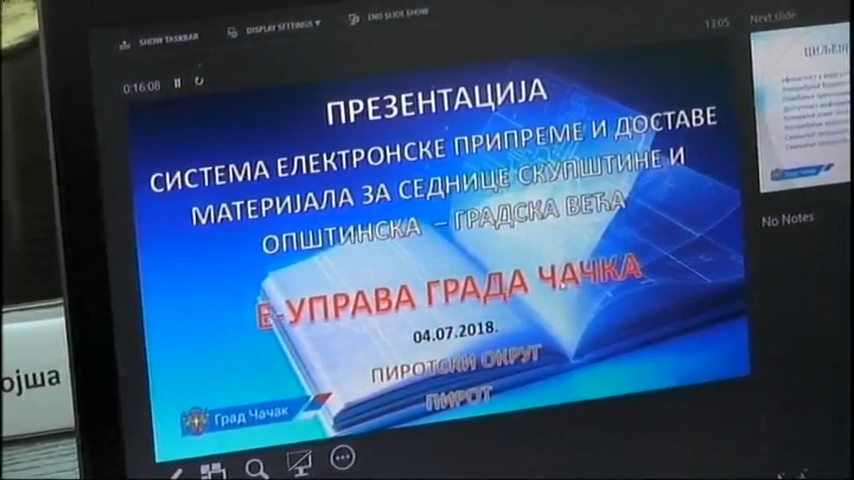 SHOW TASKBAR
DISPLAY SETTINGS ▼
END SLIDE SHOW
0:16:08
13:05
Next slide
ПРЕЗЕНТАЦИЈА
СИСТЕМА ЕЛЕКТРОНСКЕ ПРИПРЕМЕ И ДОСТАВЕ
МАТЕРИЈАЛА ЗА СЕДНИЦЕ СКУПШТИНЕ И
ОПШТИНСКА – ГРАДСКА ВЕЋА
Е-УПРАВА ГРАДА ЧАЧКА
04.07.2018.
ПИРОТСКИ ОКРУГ
ПИРОТ
Град Чачак
No Notes
ојша